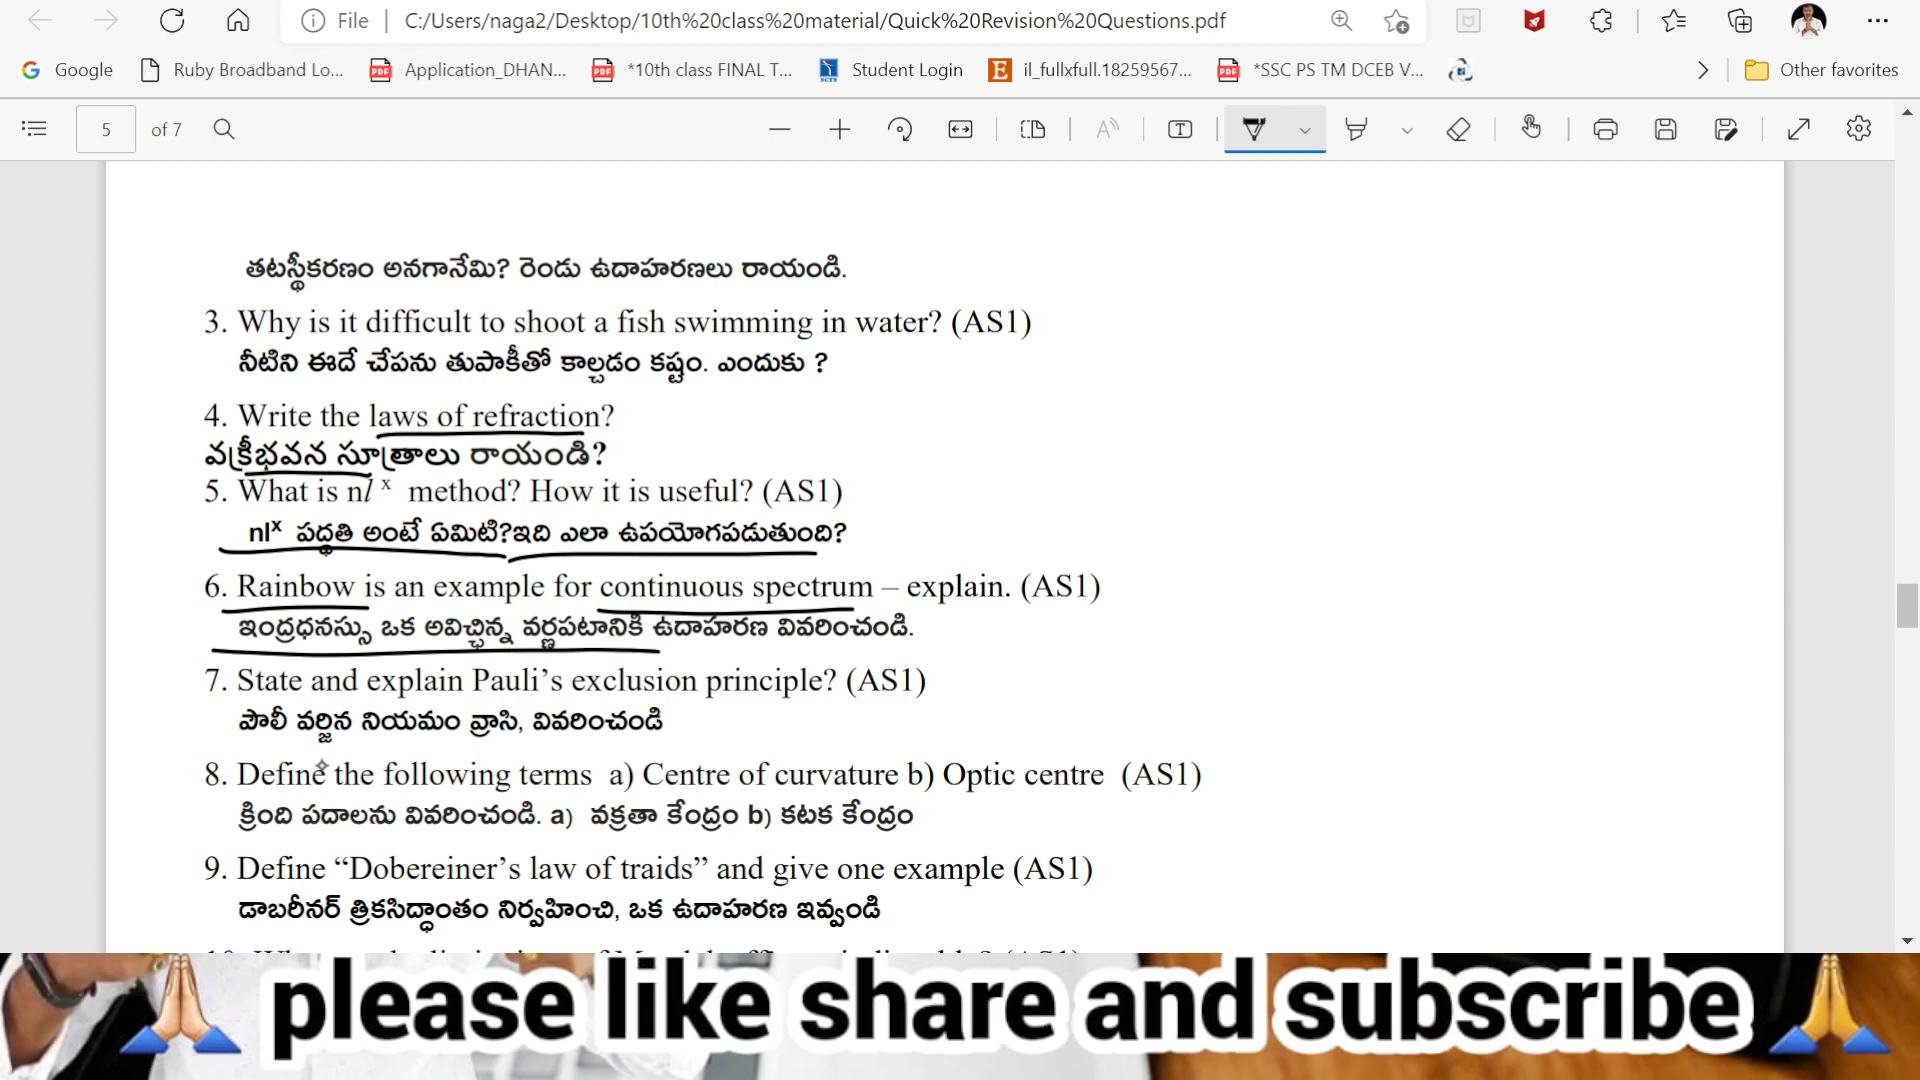 File C:/Users/naga2/Desktop/10th%20class%20material/Quick%20Revision%20Questions.pdf
Google Ruby Broadband Lo... Application_DHAN... *10th class FINAL T... Student Login il_fullxfull.18259567... *SSC PS TM DCEB V... Other favorites
5 of 7
తటస్థీకరణం అనగానేమి? రెండు ఉదాహరణలు రాయండి.
3. Why is it difficult to shoot a fish swimming in water? (AS1)
నీటిని ఈదే చేపను తుపాకీతో కాల్చడం కష్టం. ఎందుకు ?
4. Write the laws of refraction?
వక్రీభవన సూత్రాలు రాయండి?
5. What is nl ˣ method? How it is useful? (AS1)
nlˣ పద్ధతి అంటే ఏమిటి?ఇది ఎలా ఉపయోగపడుతుంది?
6. Rainbow is an example for continuous spectrum – explain. (AS1)
ఇంద్రధనస్సు ఒక అవిచ్ఛిన్న వర్ణపటానికి ఉదాహరణ వివరించండి.
7. State and explain Pauli’s exclusion principle? (AS1)
పౌలీ వర్జిన నియమం వ్రాసి, వివరించండి
8. Define the following terms a) Centre of curvature b) Optic centre (AS1)
క్రింది పదాలను వివరించండి. a) వక్రతా కేంద్రం b) కటక కేంద్రం
9. Define “Dobereiner’s law of traids” and give one example (AS1)
డాబరీనర్ త్రికసిద్ధాంతం నిర్వహించి, ఒక ఉదాహరణ ఇవ్వండి
please like share and subscribe